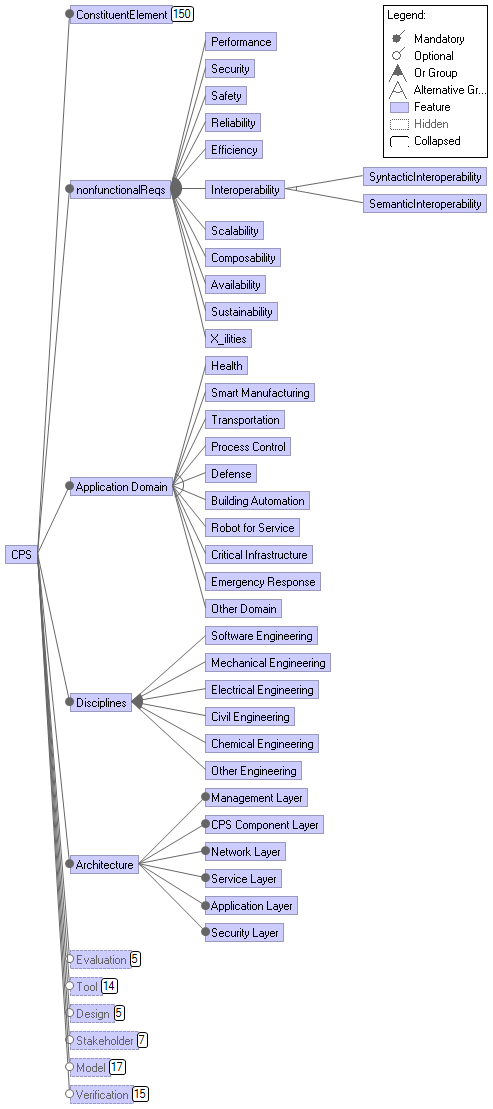 ConstituentElement 150
Legend:
Mandatory
Optional
Or Group
Alternative Gr...
Feature
Hidden
Collapsed
Performance
Security
Safety
Reliability
Efficiency
nonfunctionalReqs
Interoperability
SyntacticInteroperability
SemanticInteroperability
Scalability
Composability
Availability
Sustainability
X_ilities
Health
Smart Manufacturing
Transportation
Process Control
Application Domain
Defense
Building Automation
Robot for Service
CPS
Critical Infrastructure
Emergency Response
Other Domain
Software Engineering
Mechanical Engineering
Electrical Engineering
Disciplines
Civil Engineering
Chemical Engineering
Other Engineering
Management Layer
CPS Component Layer
Network Layer
Architecture
Service Layer
Application Layer
Security Layer
Evaluation 5
Tool 14
Design 5
Stakeholder 7
Model 17
Verification 15